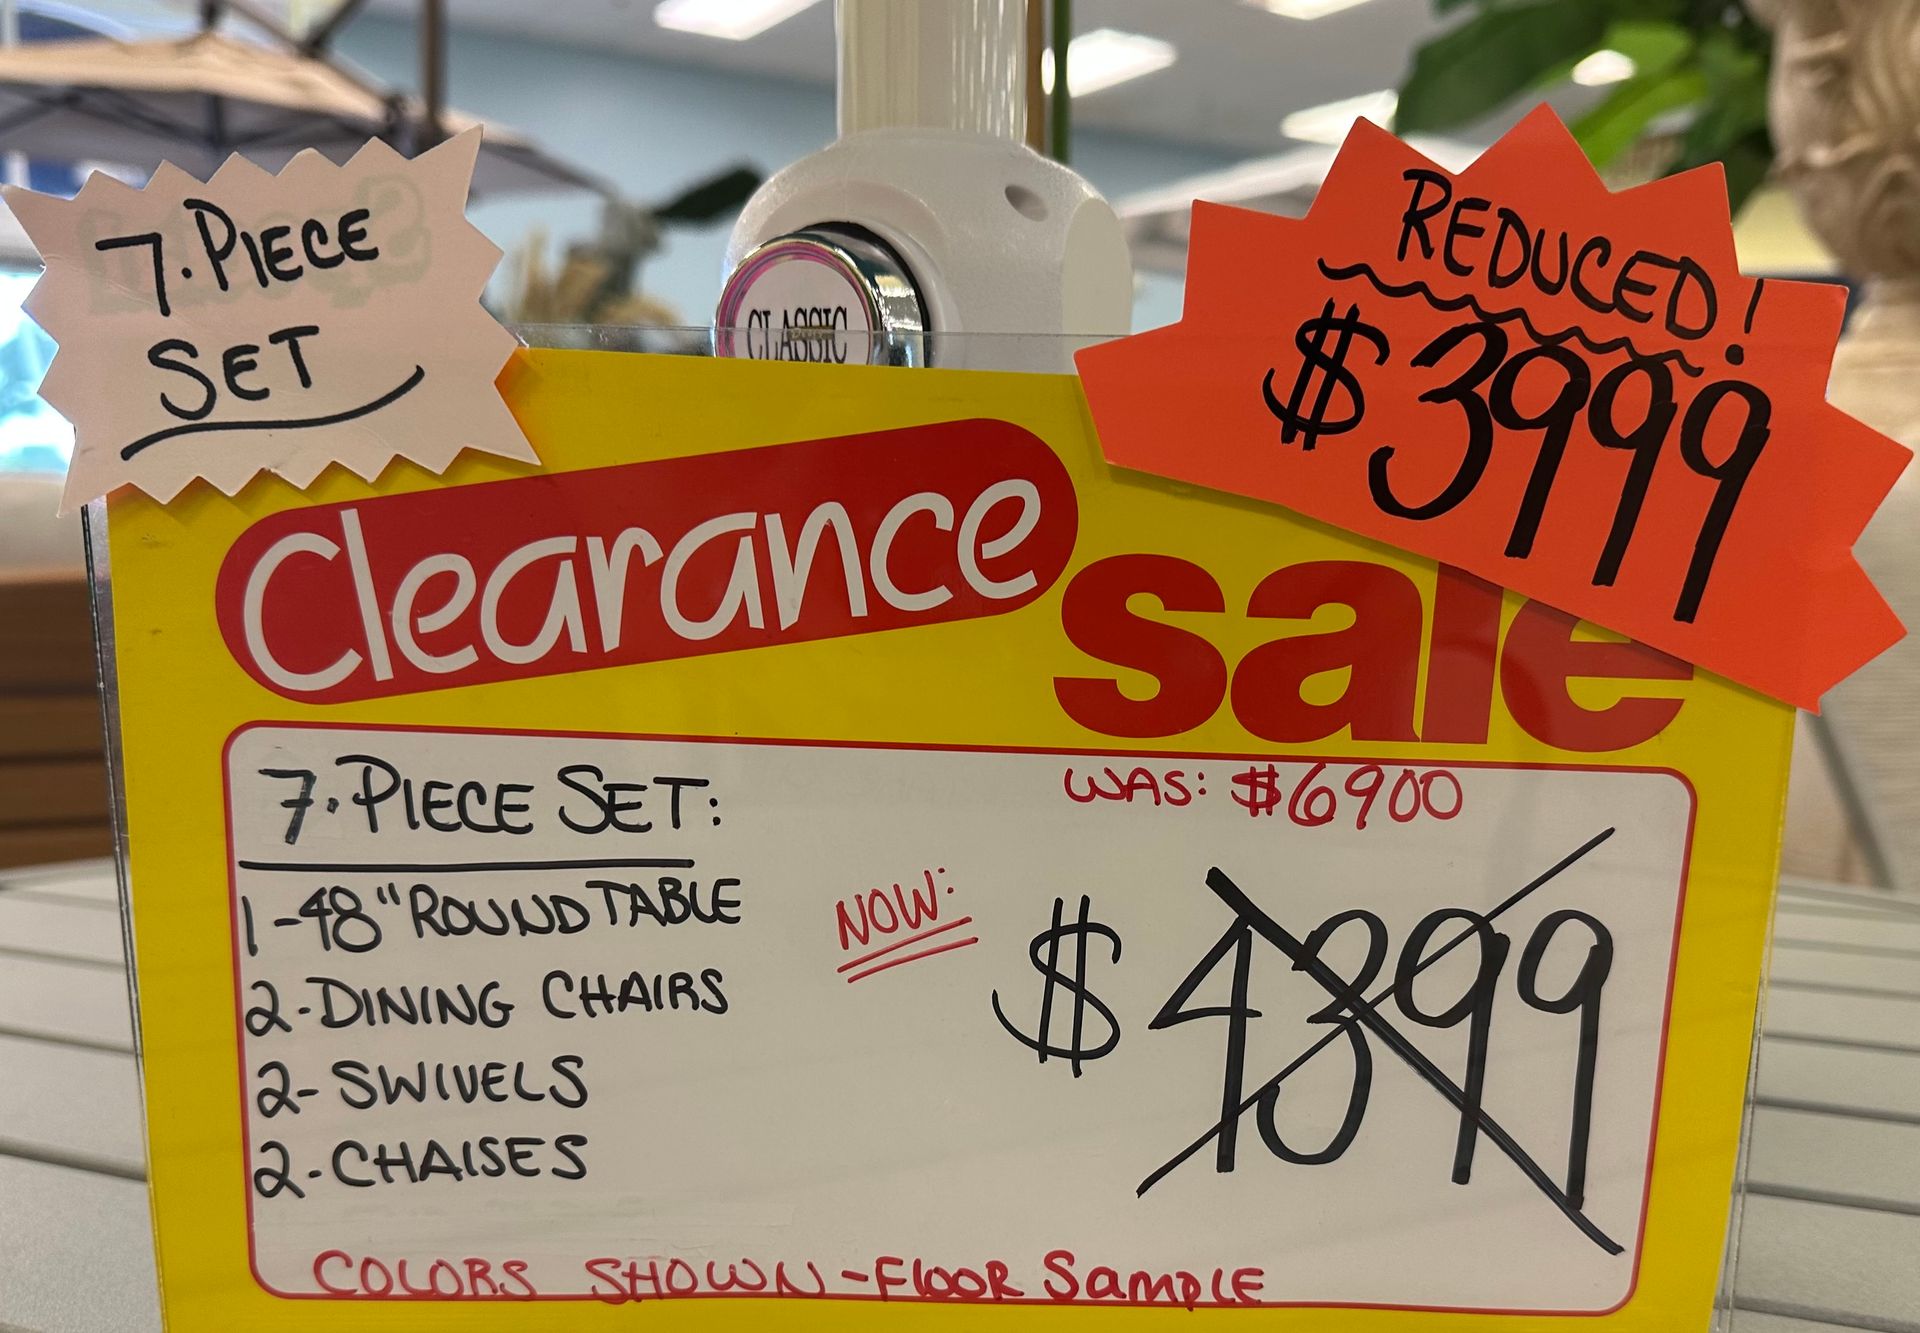 7. PIECE
SET
REDUCED!
$3999
CLASSIC
Clearance
sale
7. PIECE SET:
WAS: $6900
1-48" ROUND TABLE
NOW:
$4399
2-DINING CHAIRS
2- SWIVELS
2-CHAISES
COLORS SHOWN - FLOOR SAMPLE